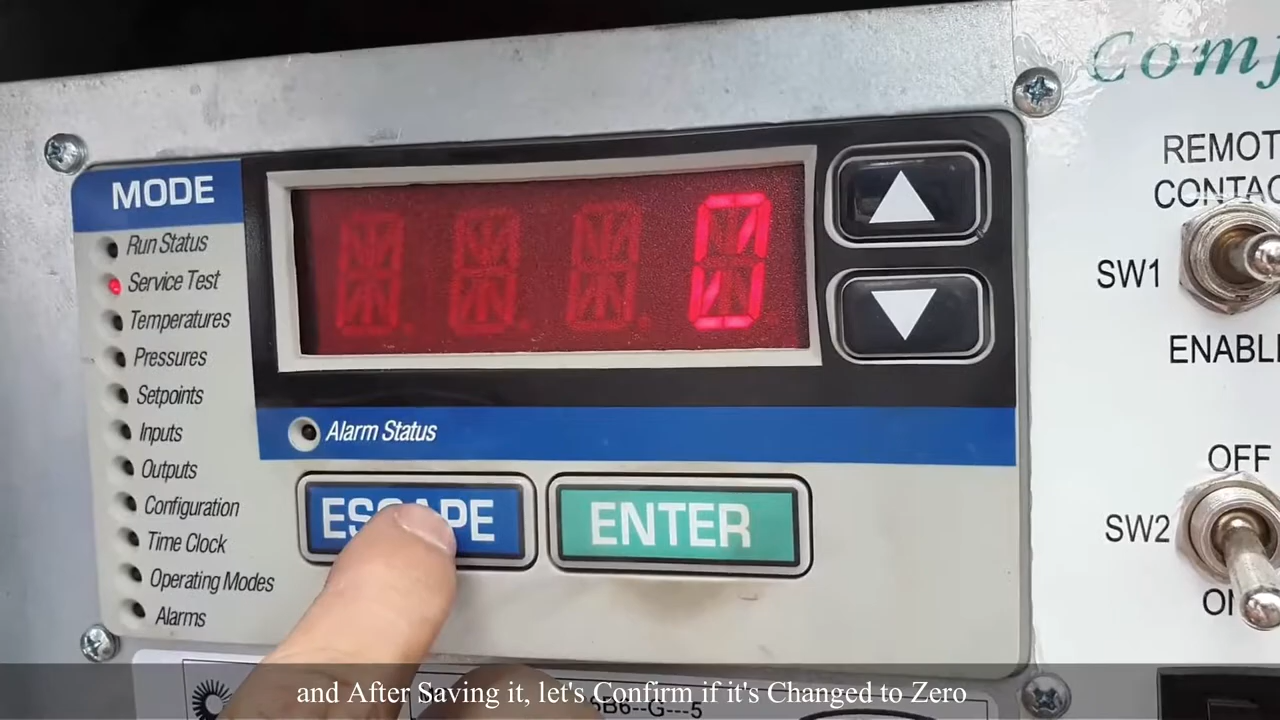 Comf
REMOT
CONTAC
MODE
Run Status
Service Test
Temperatures
Pressures
Setpoints
Inputs
Outputs
Configuration
Time Clock
Operating Modes
Alarms
0
Alarm Status
ESCAPE
ENTER
SW1
ENABL
OFF
SW2
ON
6B6--G---5
and After Saving it, let's Confirm if it's Changed to Zero